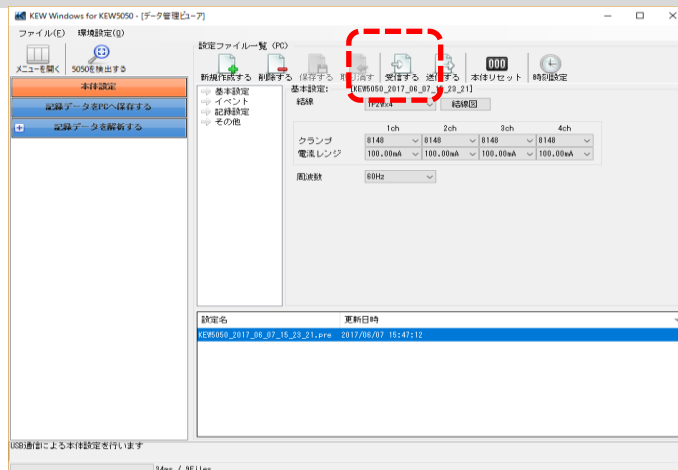 KEW Windows for KEW5050 - [データ管理ビューア]
ファイル(F) 環境設定(O)
メニューを開く 5050を検出する
本体設定
記録データをPCへ保存する
記録データを解析する
設定ファイル一覧 (PC)
新規作成する 削除する 保存する 取り消す 受信する 送信する 本体リセット 時刻設定
000
基本設定
イベント
記録設定
その他
基本設定: [KEW5050_2017_06_07_15_23_21]
結線 1P2Wx4 結線図
1ch 2ch 3ch 4ch
クランプ 8148 8148 8148 8148
電流レンジ 100.00mA 100.00mA 100.00mA 100.00mA
周波数 60Hz
設定名 更新日時
KEW5050_2017_06_07_15_23_21.pre 2017/06/07 15:47:12
USB通信による本体設定を行います
34ms / 9Files